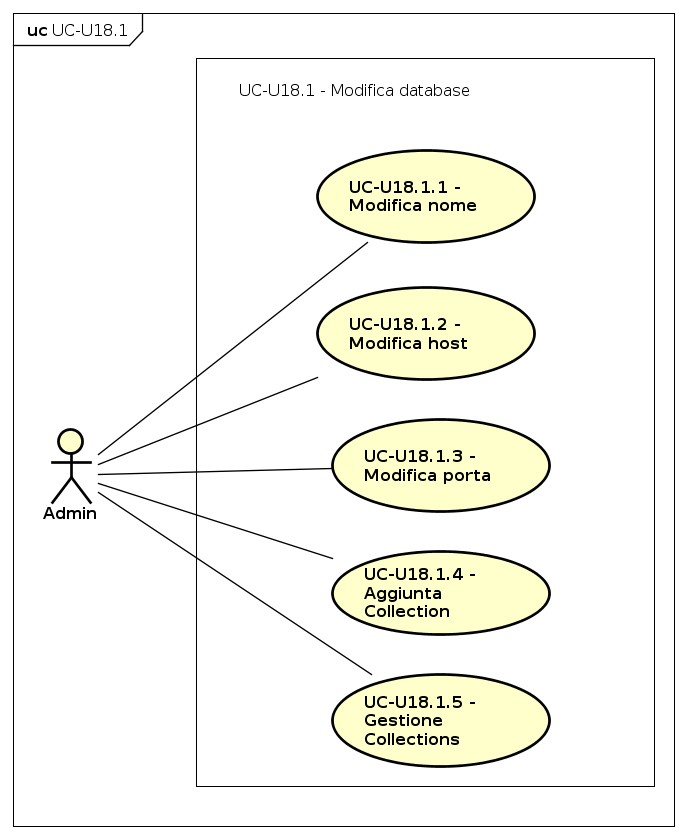 uc UC-U18.1
UC-U18.1 - Modifica database
UC-U18.1.1 -
Modifica nome
UC-U18.1.2 -
Modifica host
UC-U18.1.3 -
Modifica porta
Admin
UC-U18.1.4 -
Aggiunta
Collection
UC-U18.1.5 -
Gestione
Collections